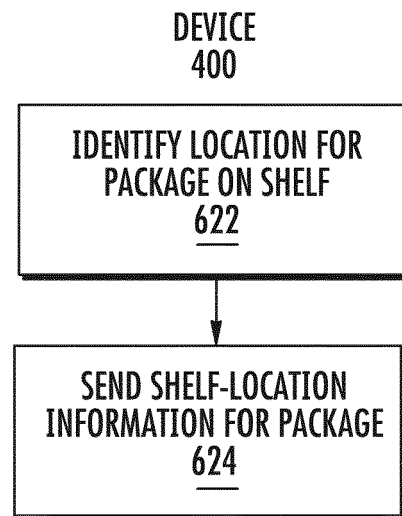 DEVICE
400
IDENTIFY LOCATION FOR
PACKAGE ON SHELF
622
SEND SHELF-LOCATION
INFORMATION FOR PACKAGE
624